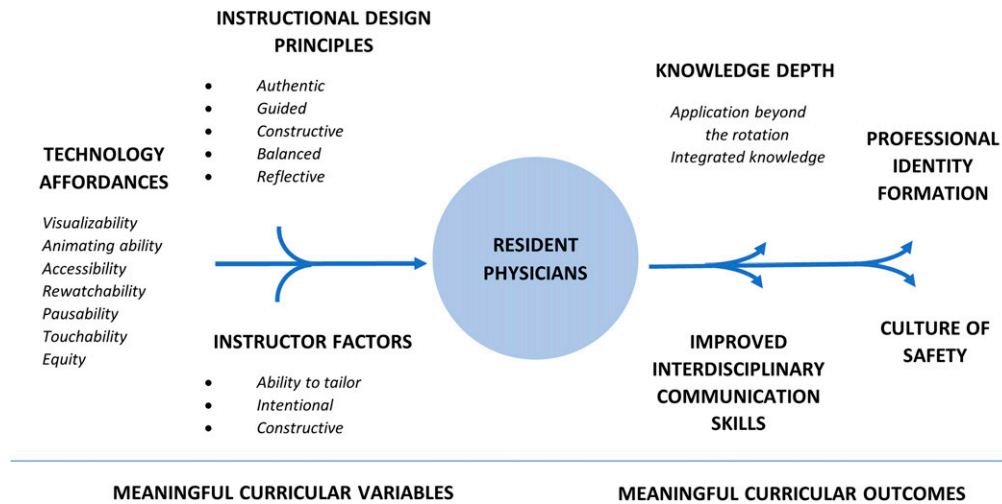 INSTRUCTIONAL DESIGN
PRINCIPLES
• Authentic
• Guided
• Constructive
• Balanced
• Reflective
TECHNOLOGY
AFFORDANCES
Visualizability
Animating ability
Accessibility
Rewatchability
Pausability
Touchability
Equity
INSTRUCTOR FACTORS
• Ability to tailor
• Intentional
• Constructive
RESIDENT
PHYSICIANS
KNOWLEDGE DEPTH
Application beyond
the rotation
Integrated knowledge
PROFESSIONAL
IDENTITY
FORMATION
IMPROVED
INTERDISCIPLINARY
COMMUNICATION
SKILLS
CULTURE OF
SAFETY
MEANINGFUL CURRICULAR VARIABLES
MEANINGFUL CURRICULAR OUTCOMES